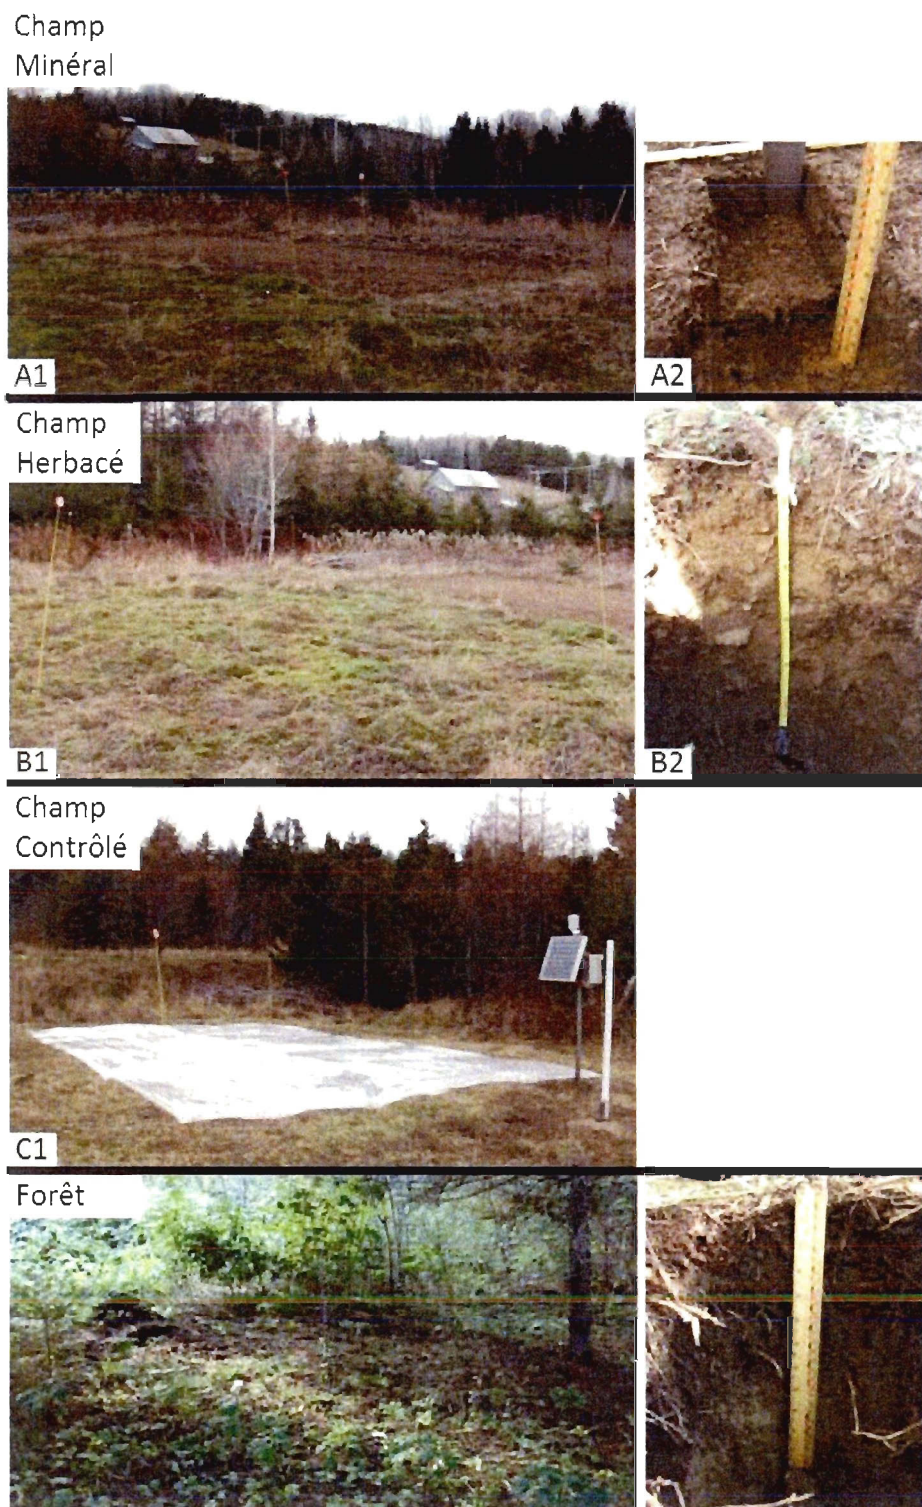 Champ
Minéral
A1
A2
Champ
Herbacé
B1
B2
Champ
Contrôlé
C1
Forêt